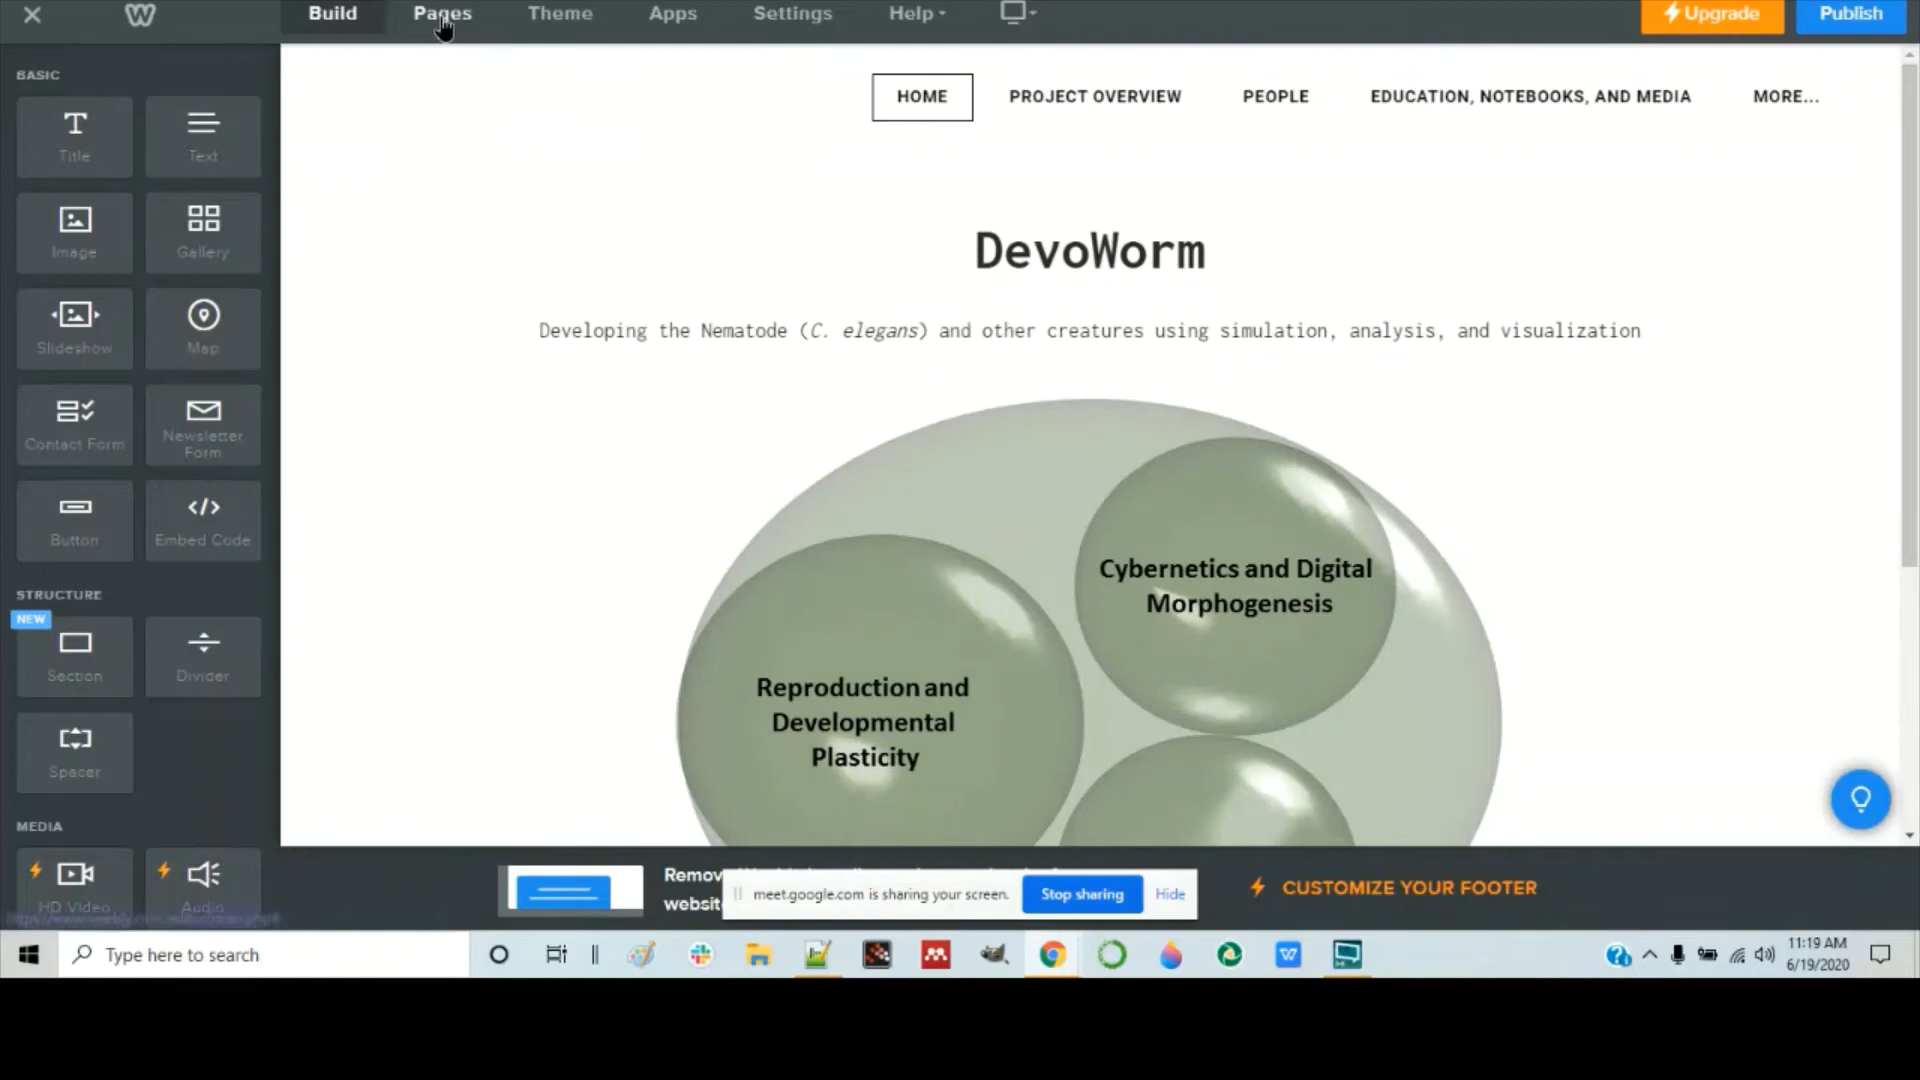 Build Pages Theme Apps Settings Help Upgrade Publish
BASIC
Title Text
Image Gallery
Slideshow Map
Contact Form Newsletter Form
Button Embed Code
STRUCTURE
NEW
Section Divider
Spacer
MEDIA
HD Video Audio
HOME PROJECT OVERVIEW PEOPLE EDUCATION, NOTEBOOKS, AND MEDIA MORE...
DevoWorm
Developing the Nematode (C. elegans) and other creatures using simulation, analysis, and visualization
Cybernetics and Digital
Morphogenesis
Reproduction and
Developmental
Plasticity
meet.google.com is sharing your screen. Stop sharing Hide
CUSTOMIZE YOUR FOOTER
Type here to search
11:19 AM
6/19/2020